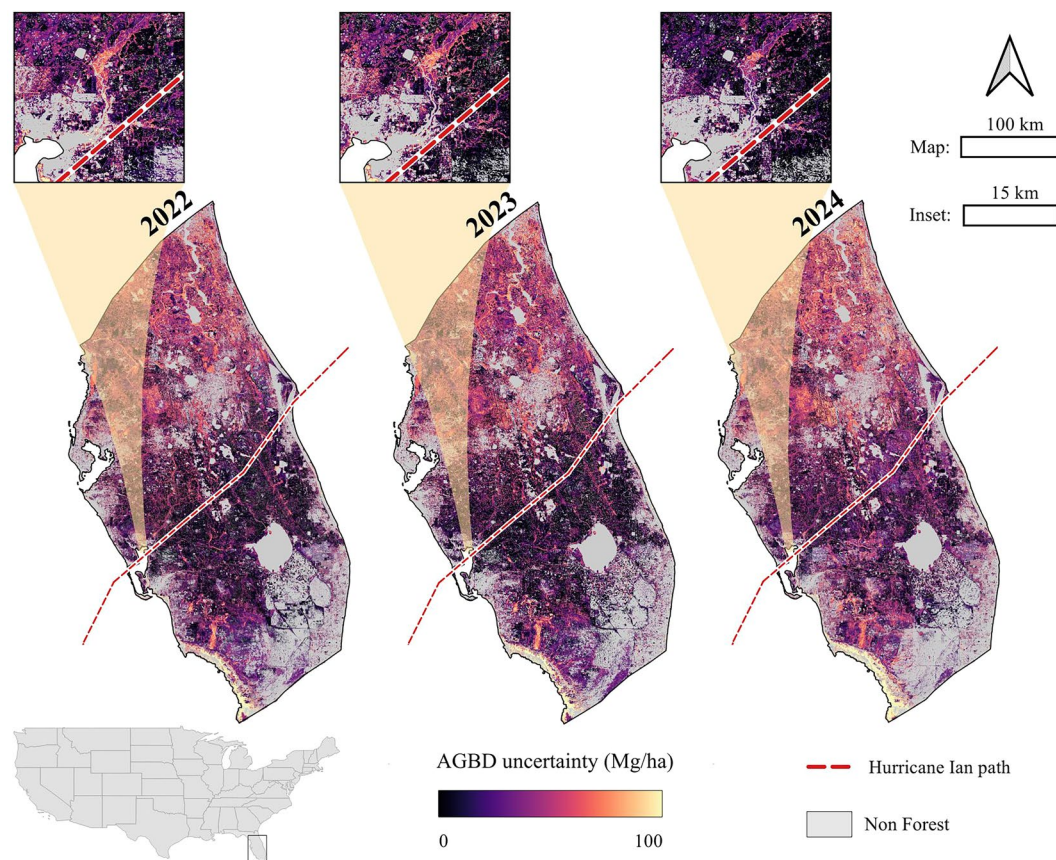 100 km
Map:
15 km
Inset:
2022
2023
2024
AGBD uncertainty (Mg/ha)
0
100
Hurricane Ian path
Non Forest